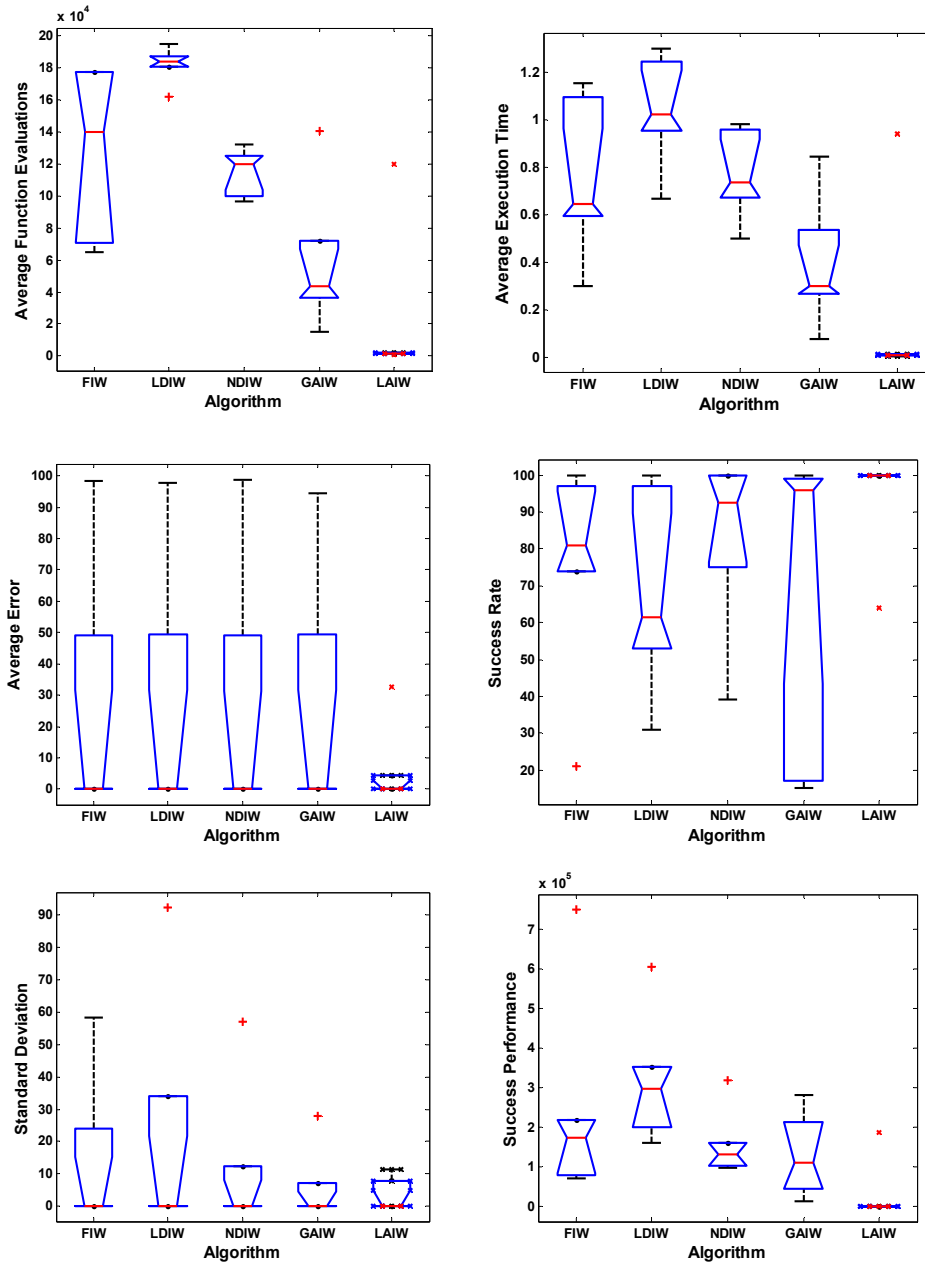 x 10^4
20
18
16
14
12
10
8
6
4
2
0
Average Function Evaluations
FIW LDIW NDIW GAIW LAIW
Algorithm
1.2
1
0.8
0.6
0.4
0.2
0
Average Execution Time
FIW LDIW NDIW GAIW LAIW
Algorithm
100
90
80
70
60
50
40
30
20
10
0
Average Error
FIW LDIW NDIW GAIW LAIW
Algorithm
100
90
80
70
60
50
40
30
20
Success Rate
FIW LDIW NDIW GAIW LAIW
Algorithm
90
80
70
60
50
40
30
20
10
0
Standard Deviation
FIW LDIW NDIW GAIW LAIW
Algorithm
x 10^5
7
6
5
4
3
2
1
0
Success Performance
FIW LDIW NDIW GAIW LAIW
Algorithm